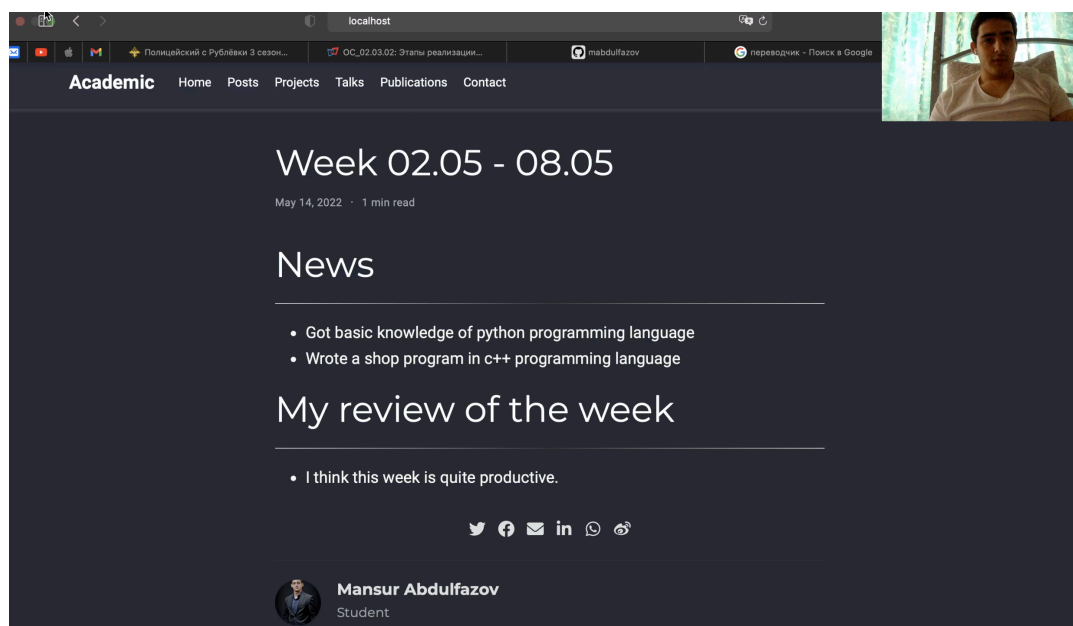 localhost
Полицейский с Рублёвки 3 сезон...
ОС_02.03.02: Этапы реализации...
mabdulfazov
переводчик - Поиск в Google
Academic Home Posts Projects Talks Publications Contact
Week 02.05 - 08.05
May 14, 2022 · 1 min read
News
Got basic knowledge of python programming language
Wrote a shop program in c++ programming language
My review of the week
I think this week is quite productive.
Mansur Abdulfazov
Student